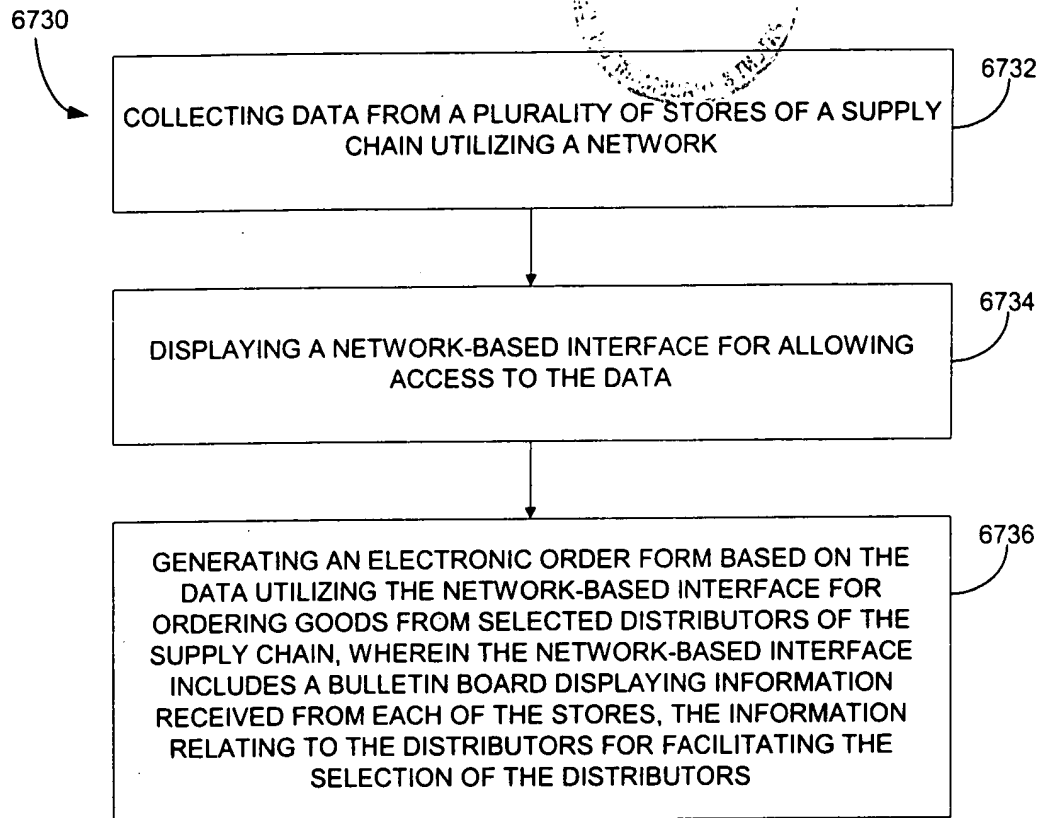 6730
6732
COLLECTING DATA FROM A PLURALITY OF STORES OF A SUPPLY
CHAIN UTILIZING A NETWORK
6734
DISPLAYING A NETWORK-BASED INTERFACE FOR ALLOWING
ACCESS TO THE DATA
6736
GENERATING AN ELECTRONIC ORDER FORM BASED ON THE
DATA UTILIZING THE NETWORK-BASED INTERFACE FOR
ORDERING GOODS FROM SELECTED DISTRIBUTORS OF THE
SUPPLY CHAIN, WHEREIN THE NETWORK-BASED INTERFACE
INCLUDES A BULLETIN BOARD DISPLAYING INFORMATION
RECEIVED FROM EACH OF THE STORES, THE INFORMATION
RELATING TO THE DISTRIBUTORS FOR FACILITATING THE
SELECTION OF THE DISTRIBUTORS